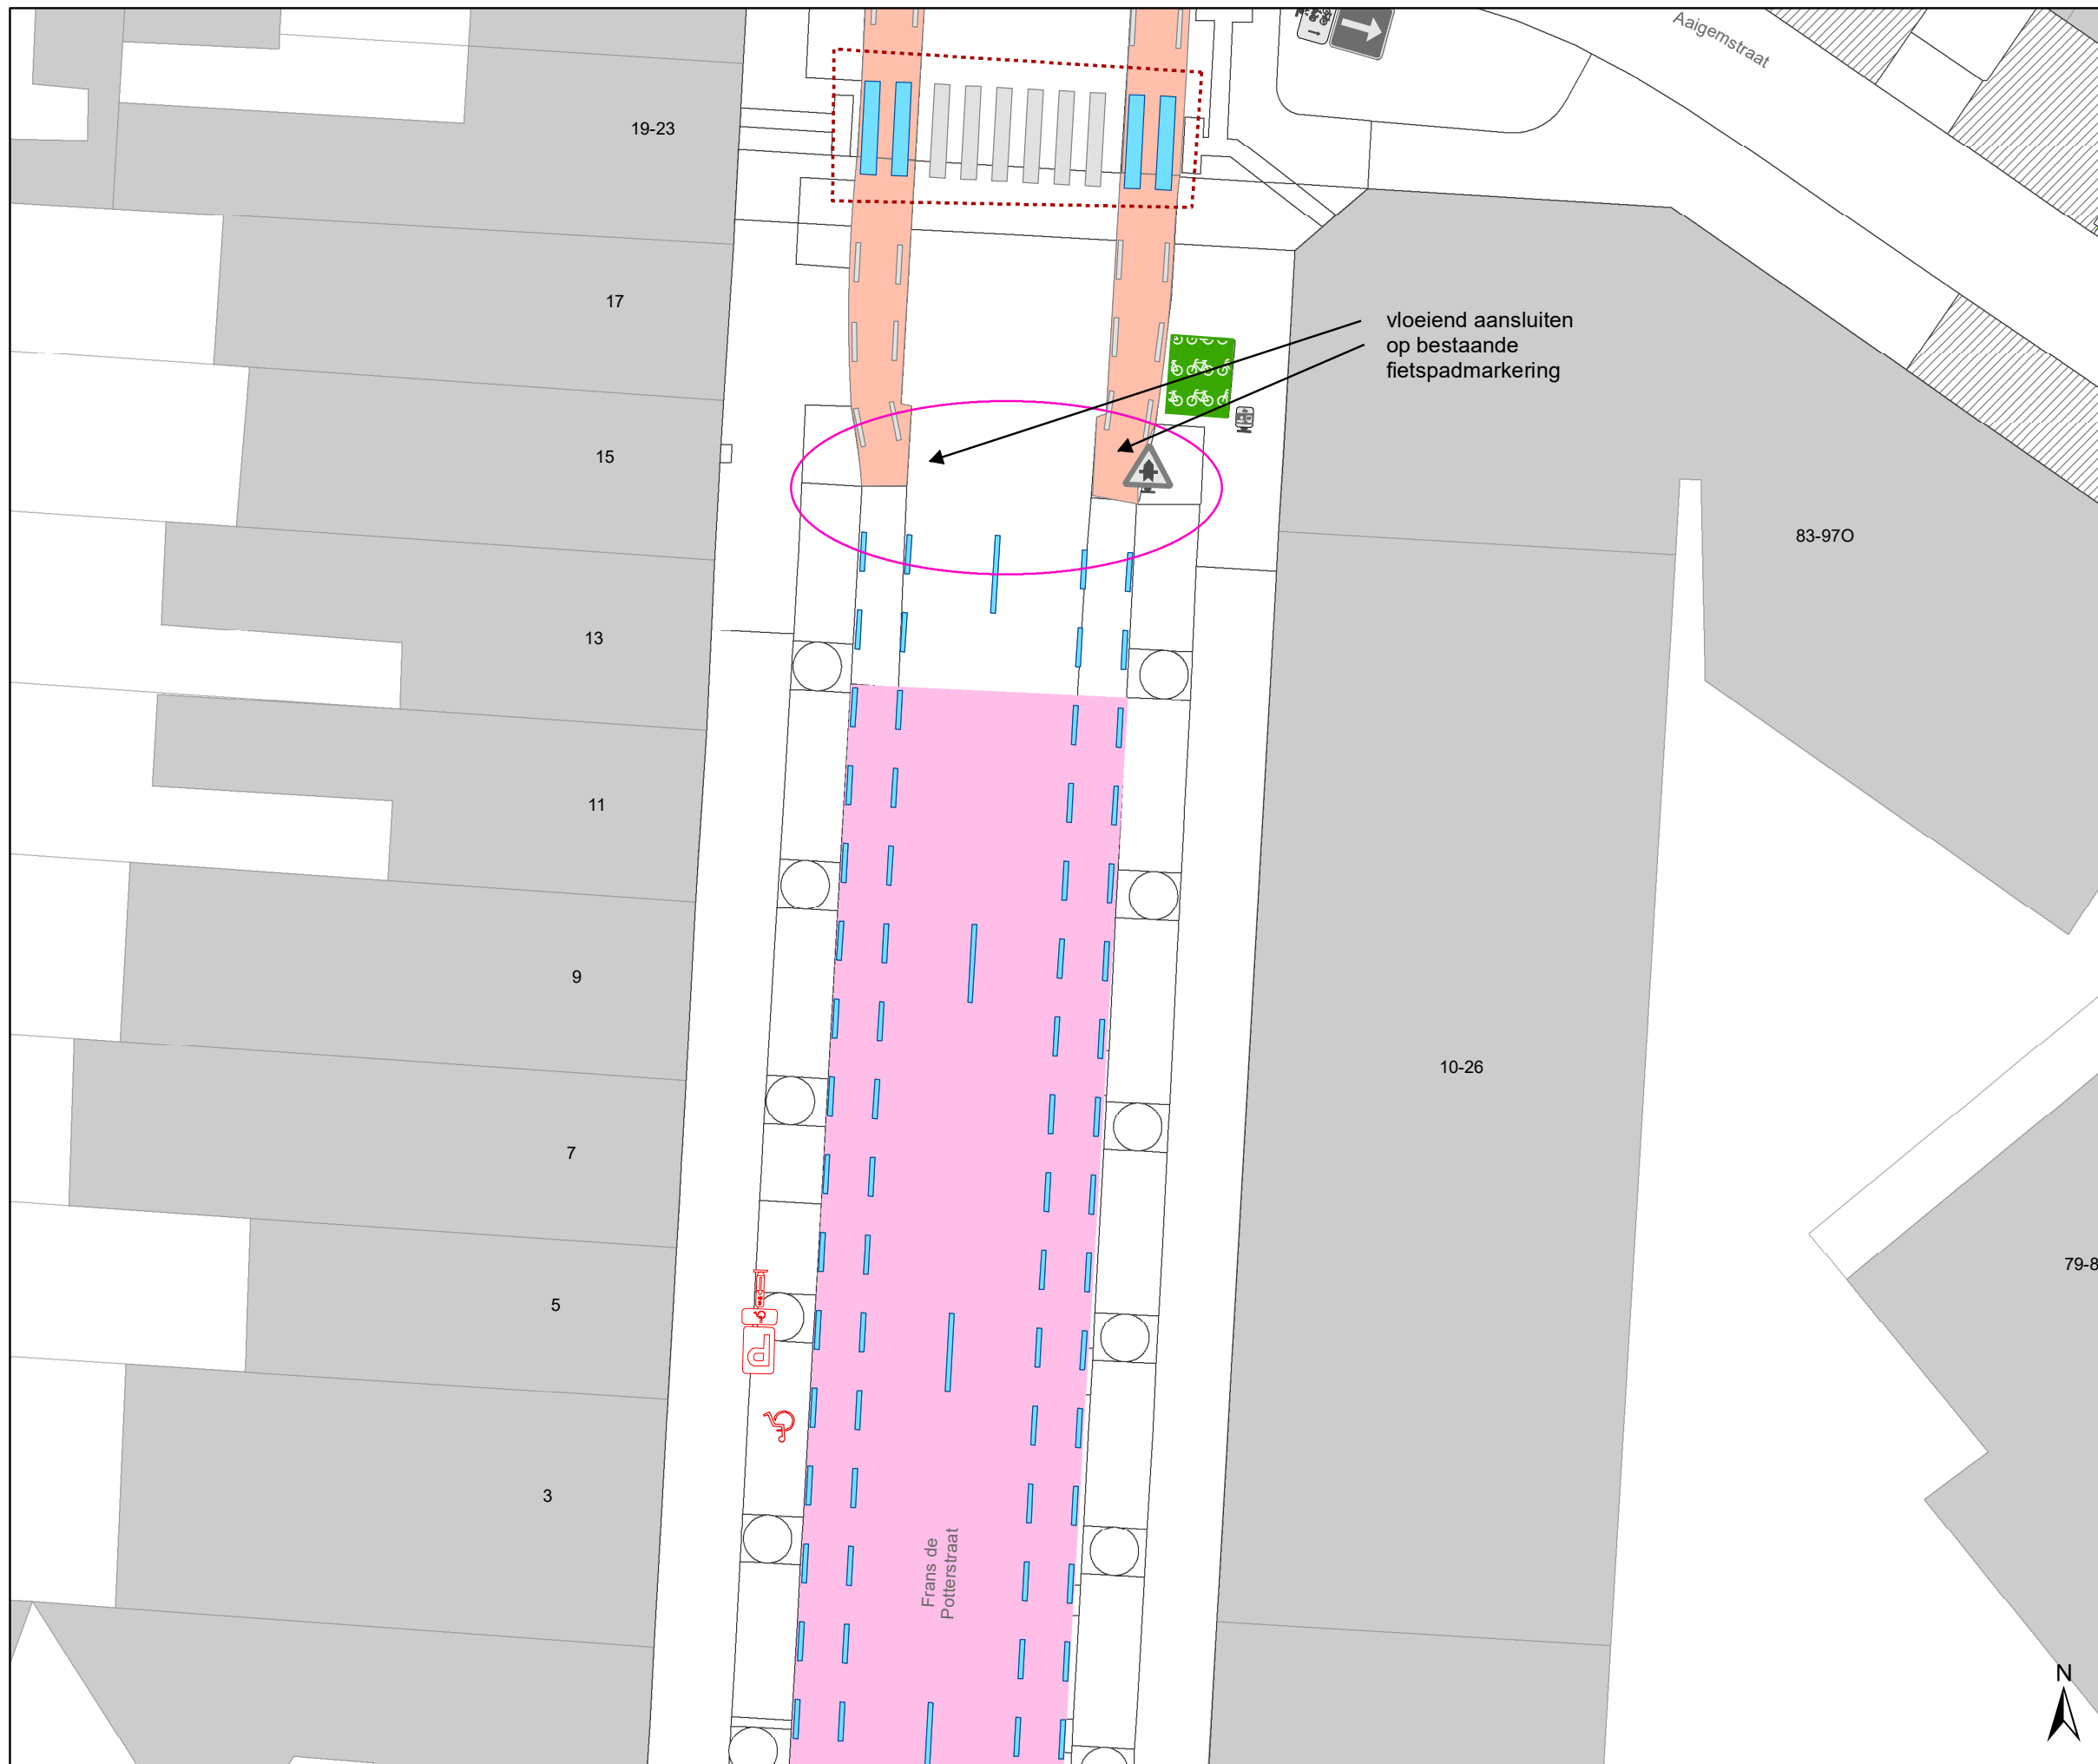 Aaigemstraat
19-23
17
vloeiend aansluiten
op bestaande
fietspadmarkering
15
83-97O
13
11
9
10-26
7
79-8
5
P
3
Frans de
Potterstraat
N